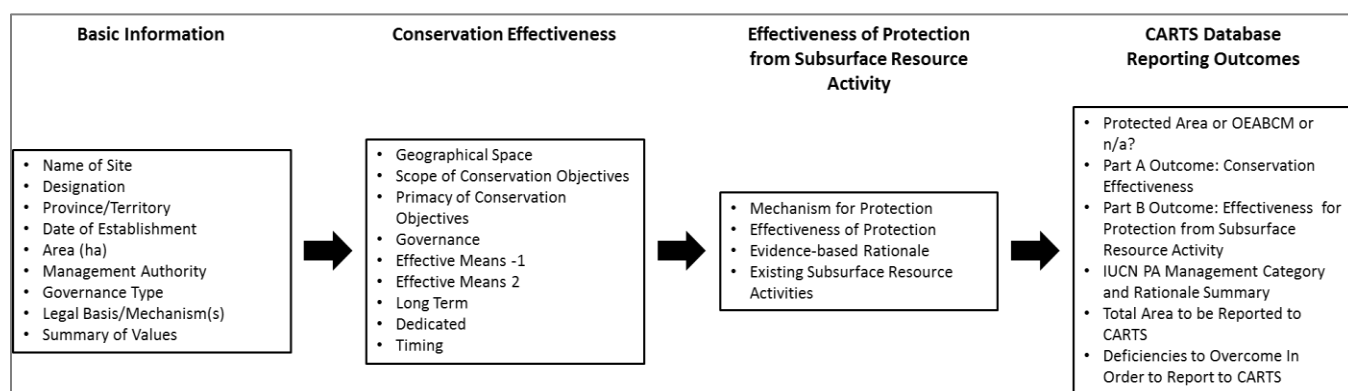 Basic Information
• Name of Site
• Designation
• Province/Territory
• Date of Establishment
• Area (ha)
• Management Authority
• Governance Type
• Legal Basis/Mechanism(s)
• Summary of Values
Conservation Effectiveness
• Geographical Space
• Scope of Conservation Objectives
• Primacy of Conservation
Objectives
• Governance
• Effective Means -1
• Effective Means 2
• Long Term
• Dedicated
• Timing
Effectiveness of Protection
from Subsurface Resource
Activity
• Mechanism for Protection
• Effectiveness of Protection
• Evidence-based Rationale
• Existing Subsurface Resource
Activities
CARTS Database
Reporting Outcomes
• Protected Area or OEABCM or
n/a?
• Part A Outcome: Conservation
Effectiveness
• Part B Outcome: Effectiveness for
Protection from Subsurface
Resource Activity
• IUCN PA Management Category
and Rationale Summary
• Total Area to be Reported to
CARTS
• Deficiencies to Overcome In
Order to Report to CARTS